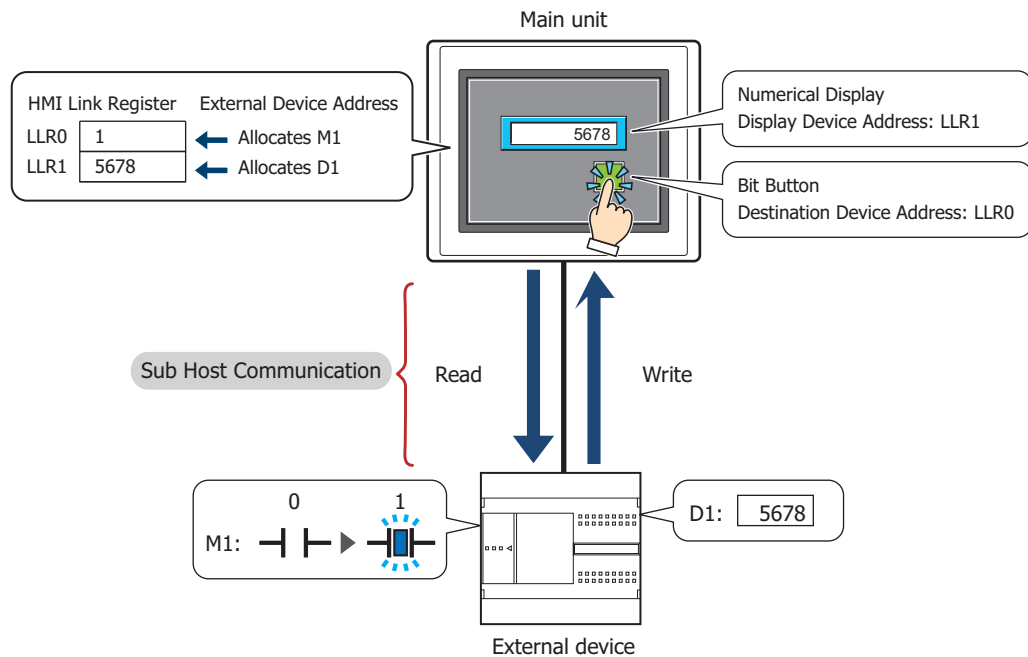 Main unit
HMI Link Register External Device Address
LLR0 1 Allocates M1
LLR1 5678 Allocates D1
5678
Numerical Display
Display Device Address: LLR1
Bit Button
Destination Device Address: LLR0
Sub Host Communication
Read
Write
0 1
M1:
D1: 5678
External device